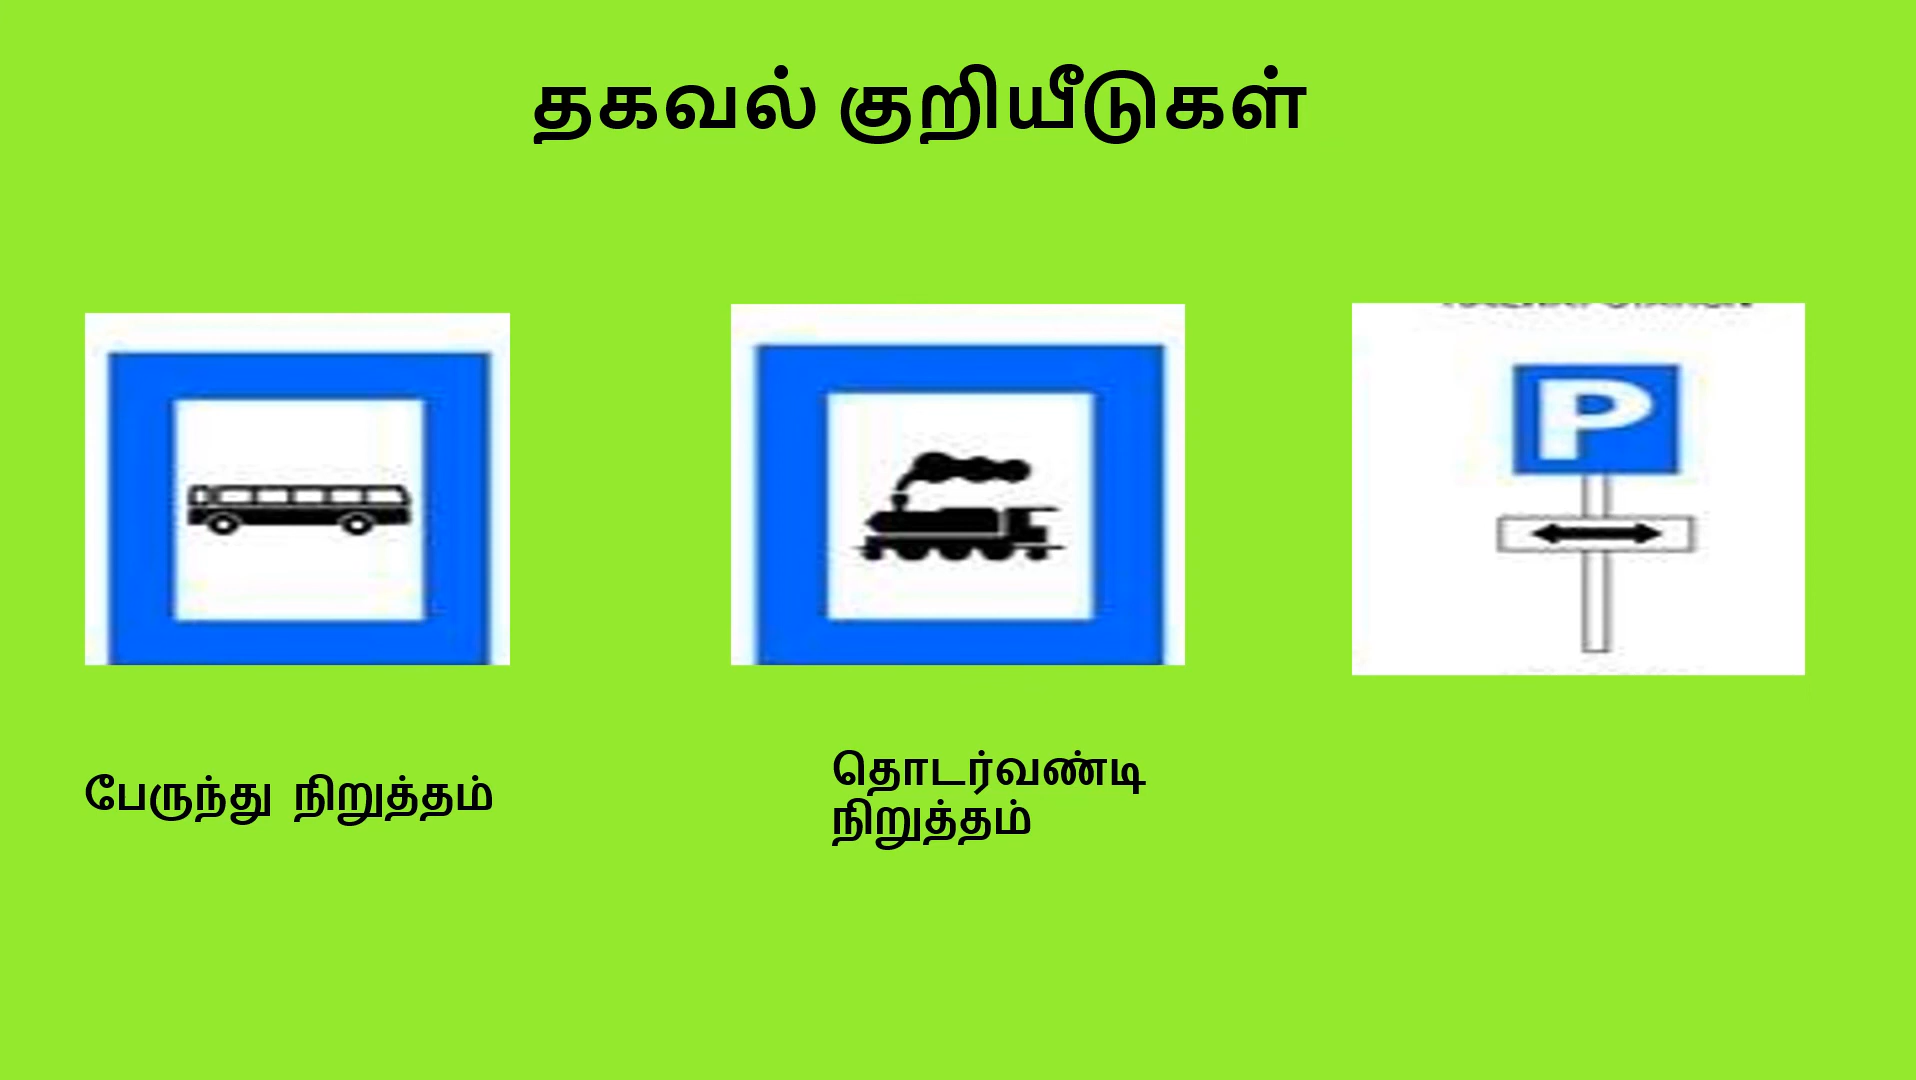 தகவல் குறியீடுகள்
P
பேருந்து நிறுத்தம்
தொடர்வண்டி
நிறுத்தம்